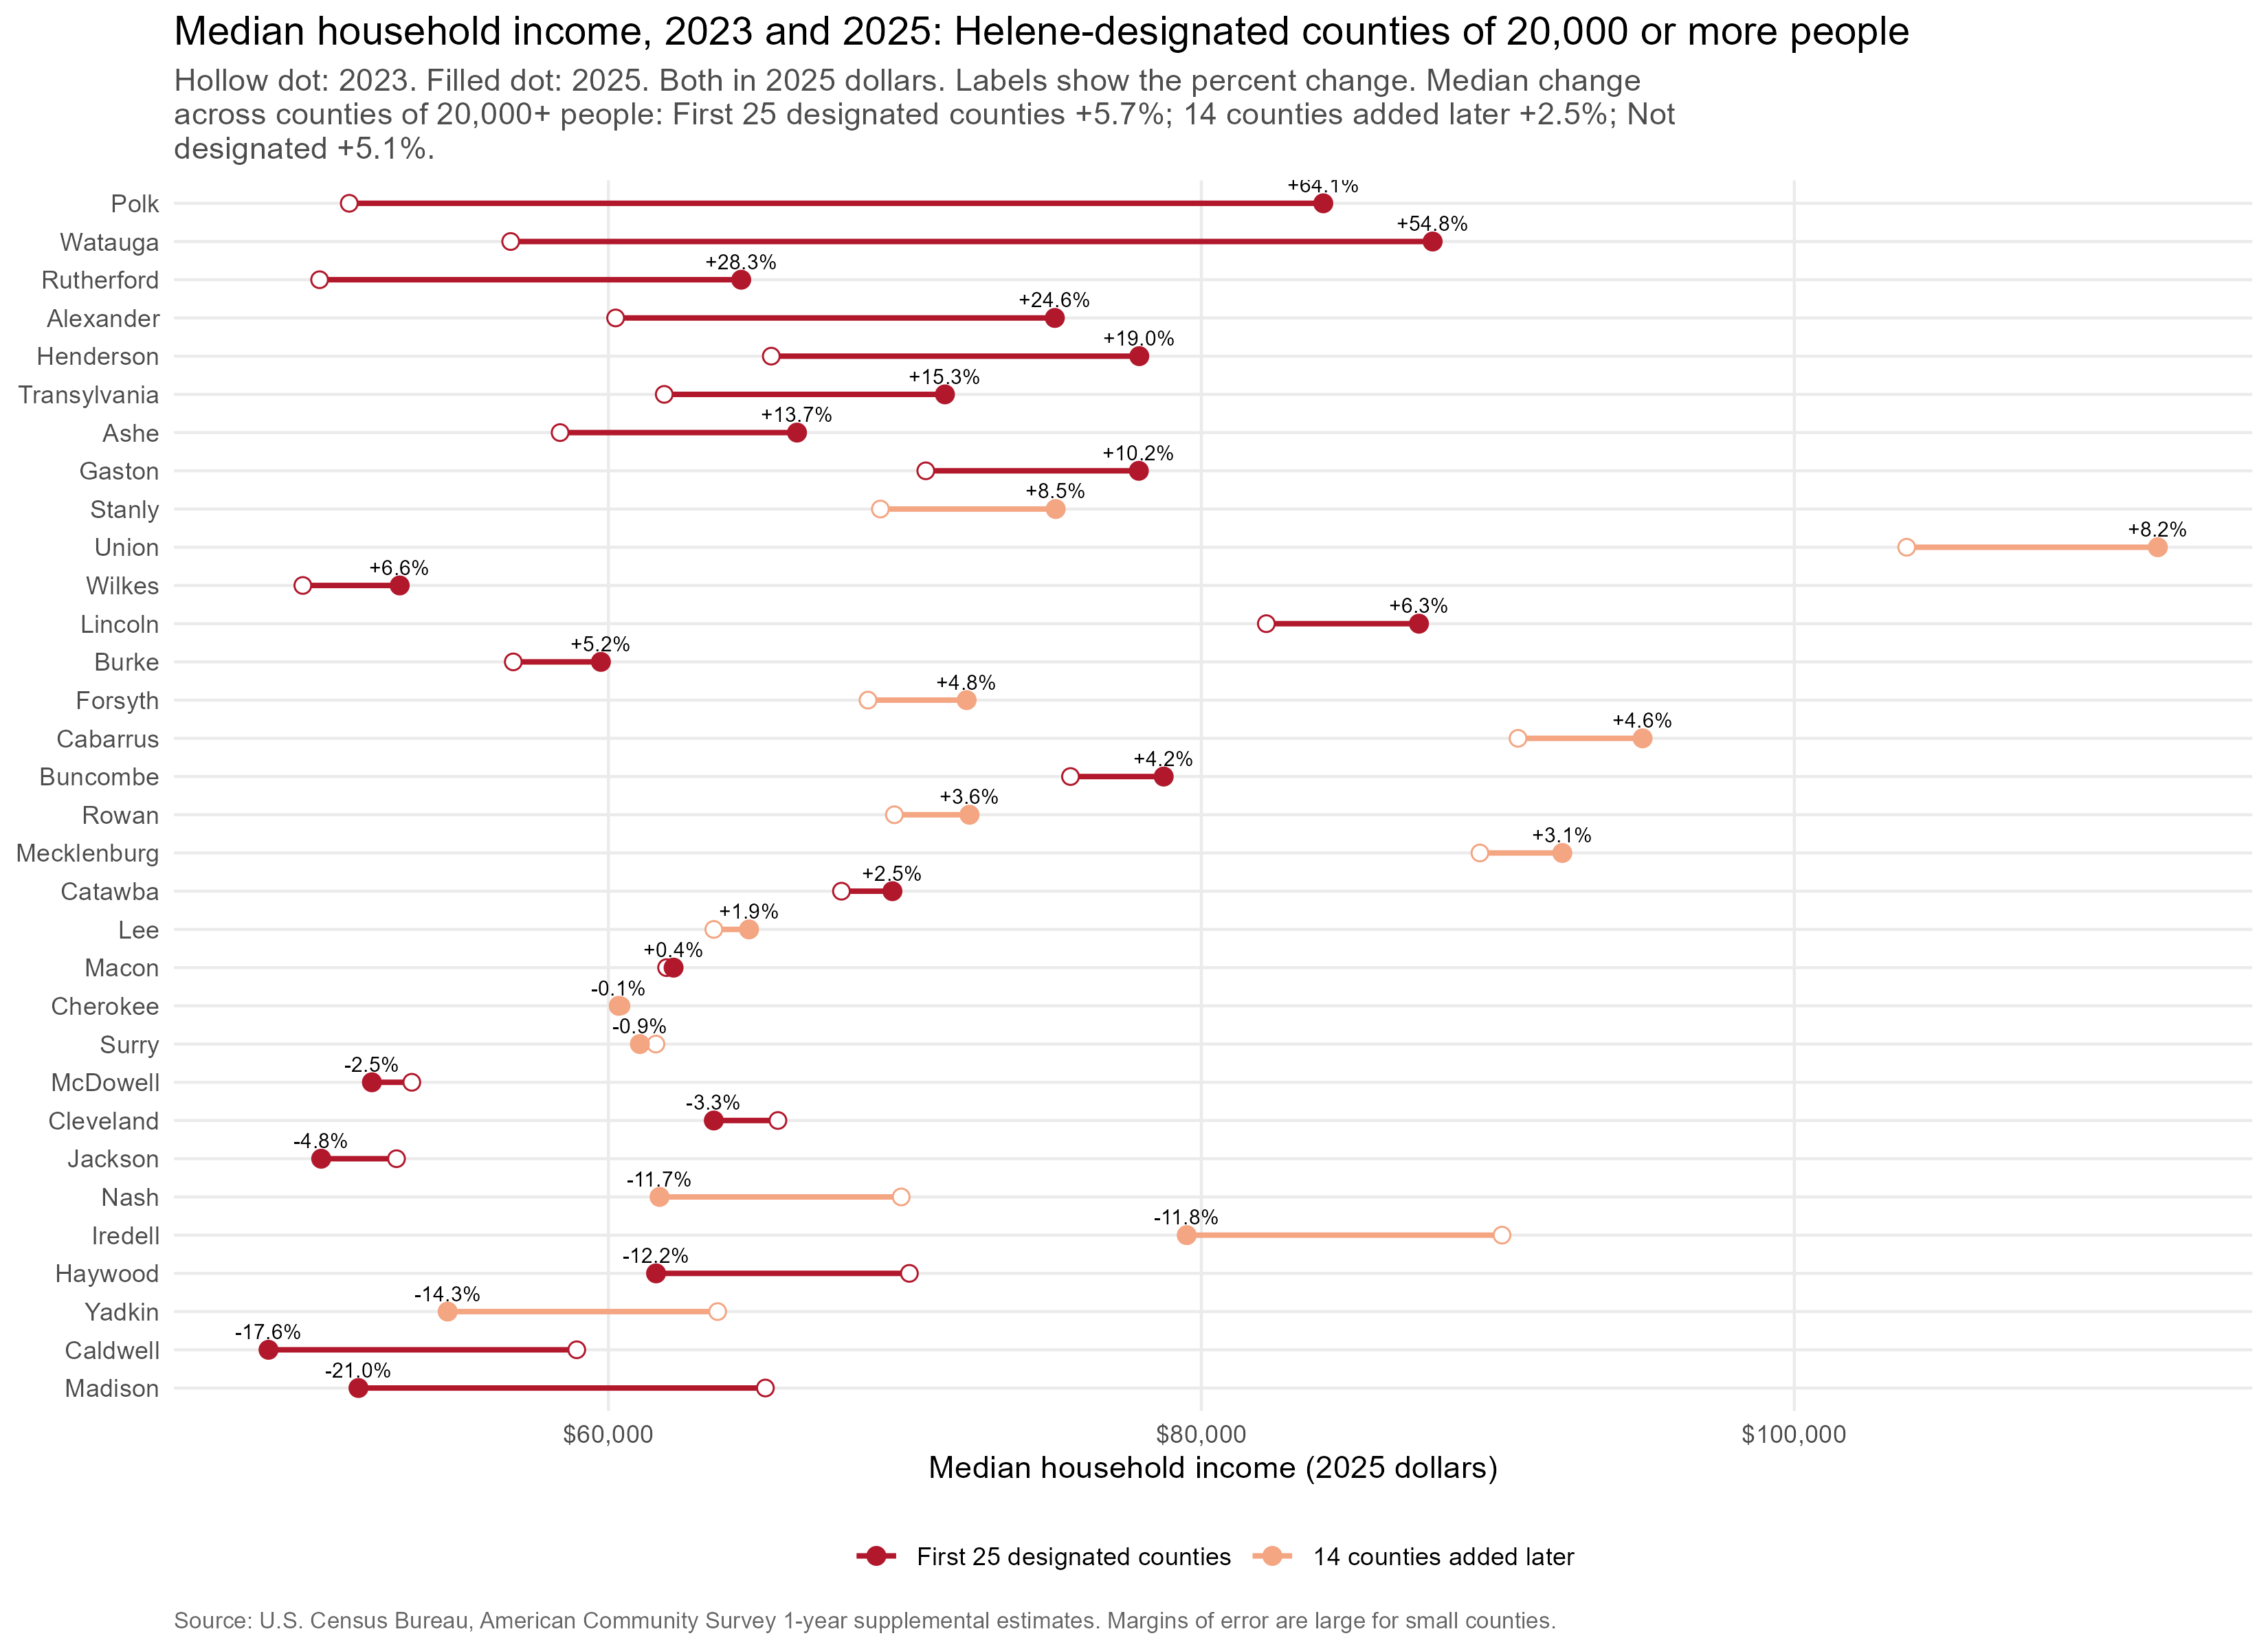 Median household income, 2023 and 2025: Helene-designated counties of 20,000 or more people
Hollow dot: 2023. Filled dot: 2025. Both in 2025 dollars. Labels show the percent change. Median change
across counties of 20,000+ people: First 25 designated counties +5.7%; 14 counties added later +2.5%; Not
designated +5.1%.
Polk +64.1%
Watauga +54.8%
Rutherford +28.3%
Alexander +24.6%
Henderson +19.0%
Transylvania +15.3%
Ashe +13.7%
Gaston +10.2%
Stanly +8.5%
Union +8.2%
Wilkes +6.6%
Lincoln +6.3%
Burke +5.2%
Forsyth +4.8%
Cabarrus +4.6%
Buncombe +4.2%
Rowan +3.6%
Mecklenburg +3.1%
Catawba +2.5%
Lee +1.9%
Macon +0.4%
Cherokee -0.1%
Surry -0.9%
McDowell -2.5%
Cleveland -3.3%
Jackson -4.8%
Nash -11.7%
Iredell -11.8%
Haywood -12.2%
Yadkin -14.3%
Caldwell -17.6%
Madison -21.0%
$60,000 $80,000 $100,000
Median household income (2025 dollars)
First 25 designated counties 14 counties added later
Source: U.S. Census Bureau, American Community Survey 1-year supplemental estimates. Margins of error are large for small counties.